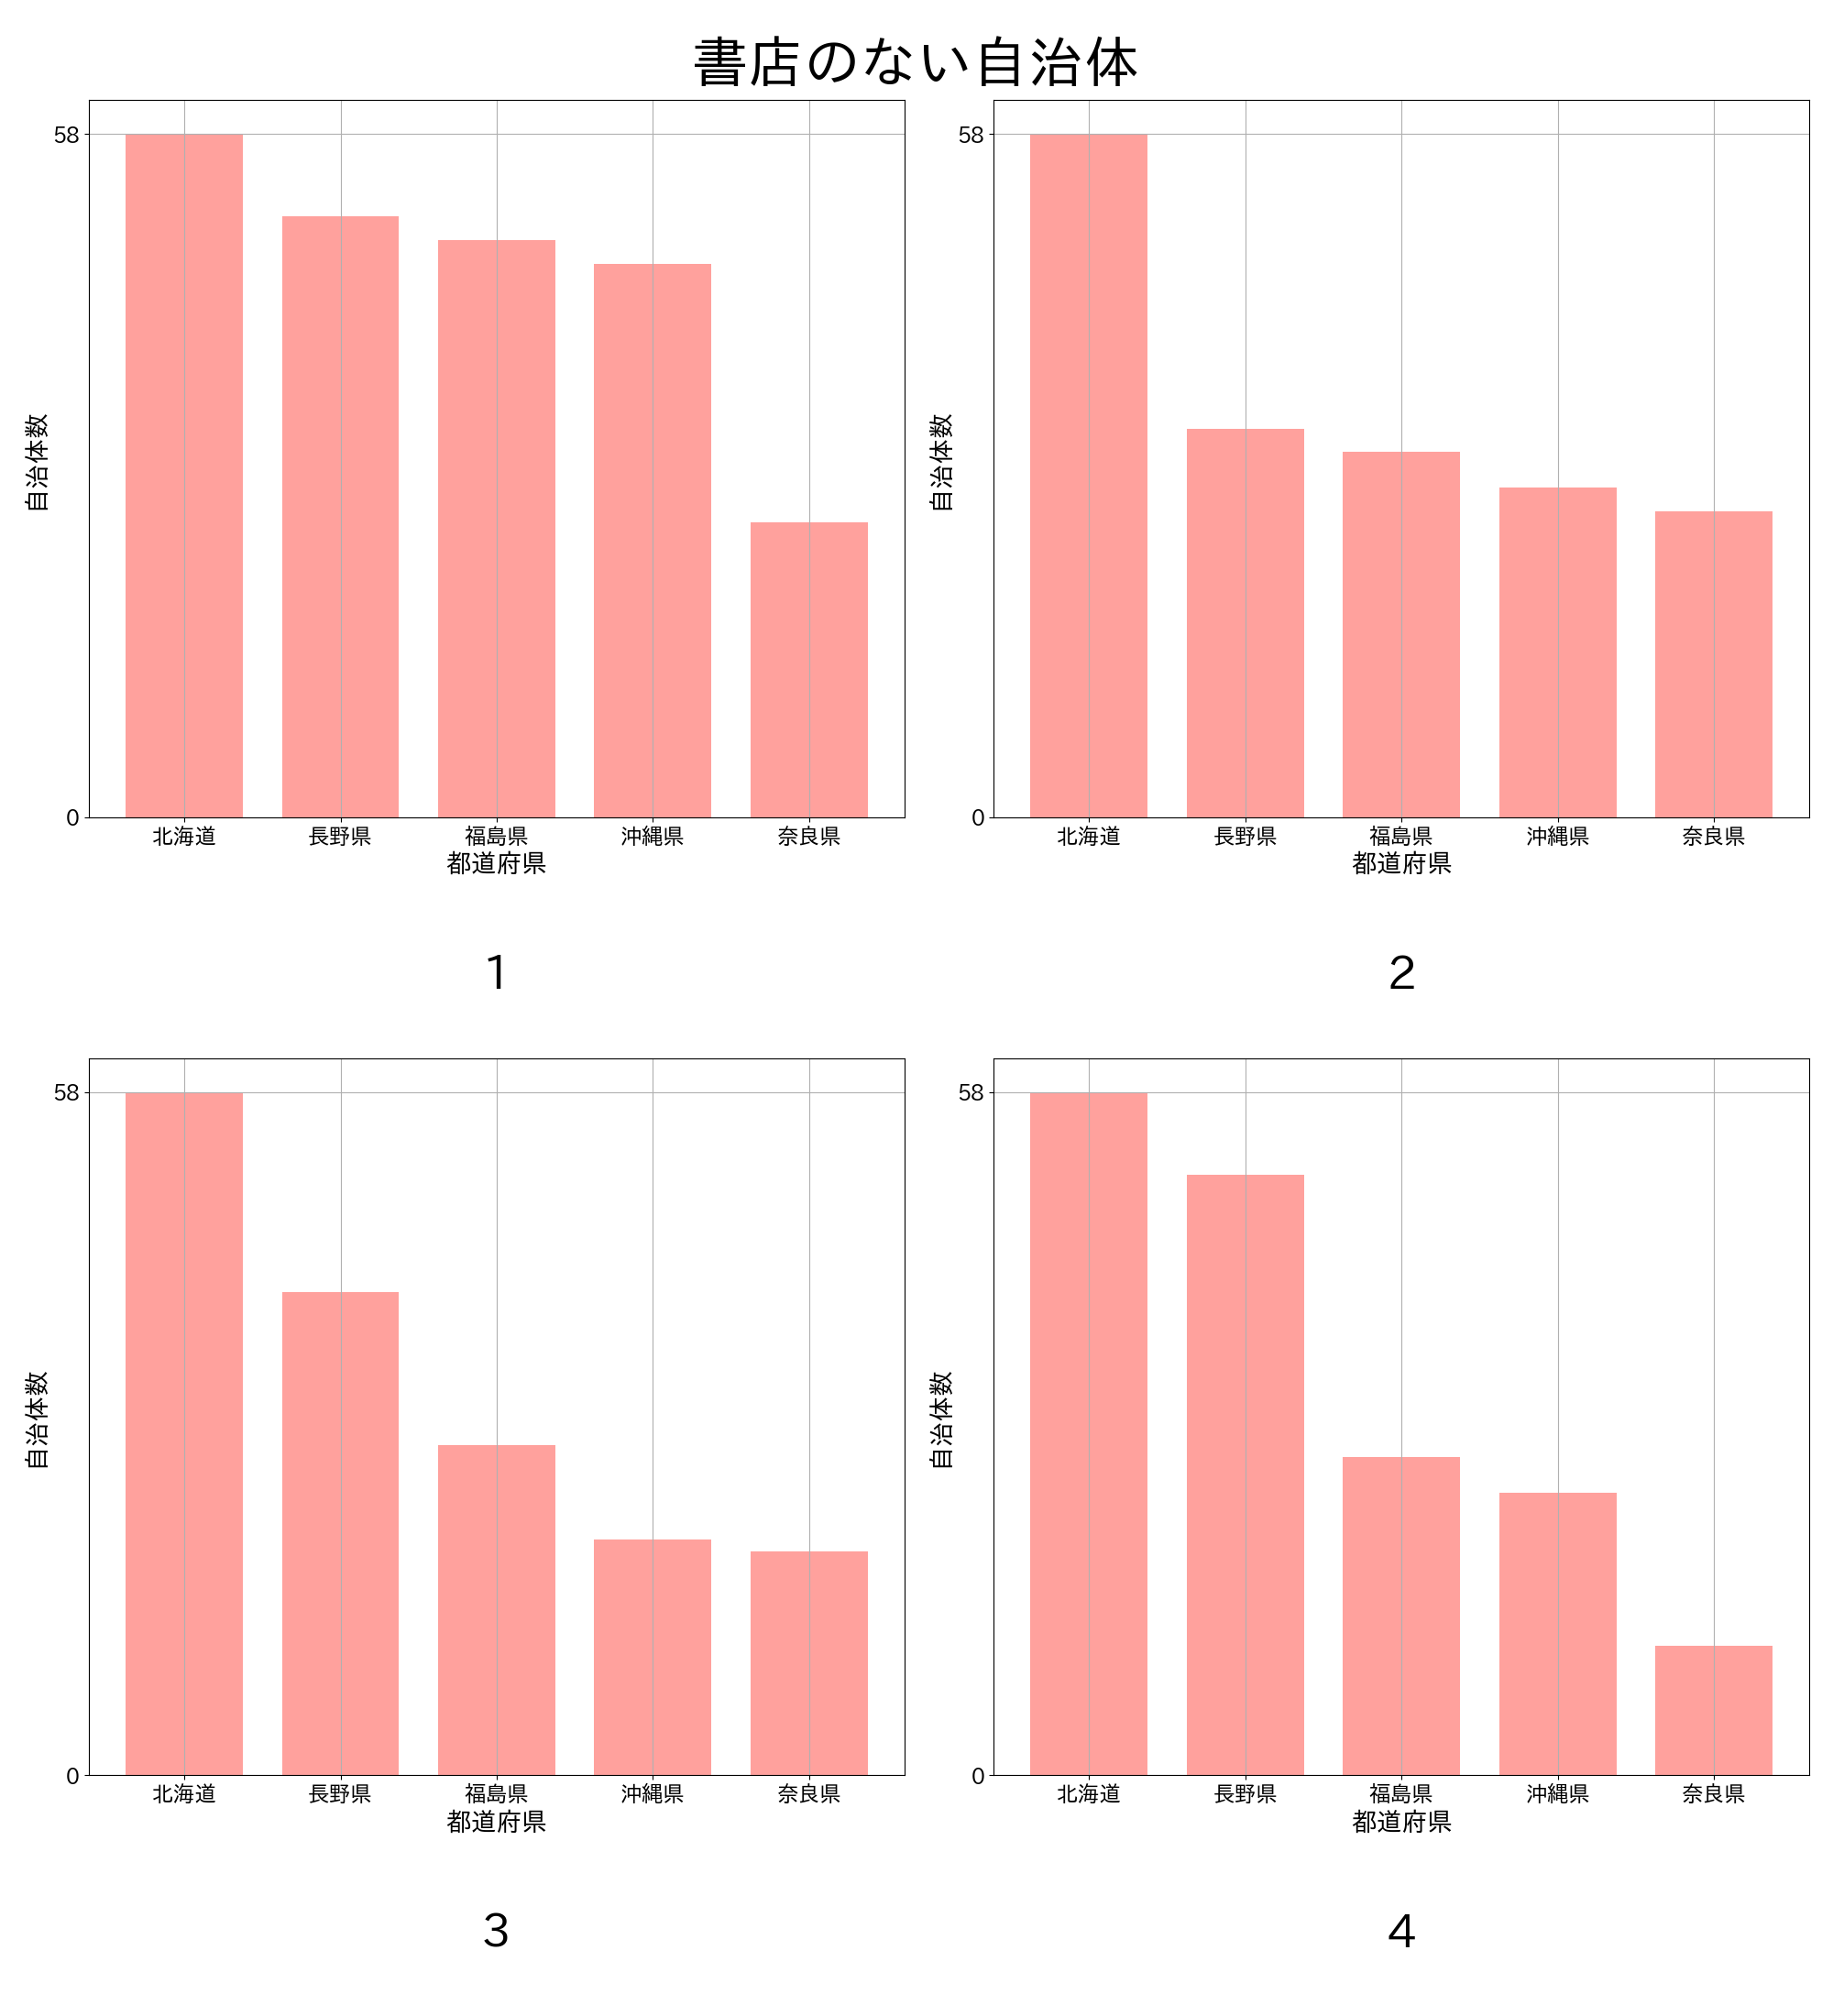 書店のない自治体
58
0
自治体数
北海道 長野県 福島県 沖縄県 奈良県
都道府県
1
58
0
自治体数
北海道 長野県 福島県 沖縄県 奈良県
都道府県
2
58
0
自治体数
北海道 長野県 福島県 沖縄県 奈良県
都道府県
3
58
0
自治体数
北海道 長野県 福島県 沖縄県 奈良県
都道府県
4